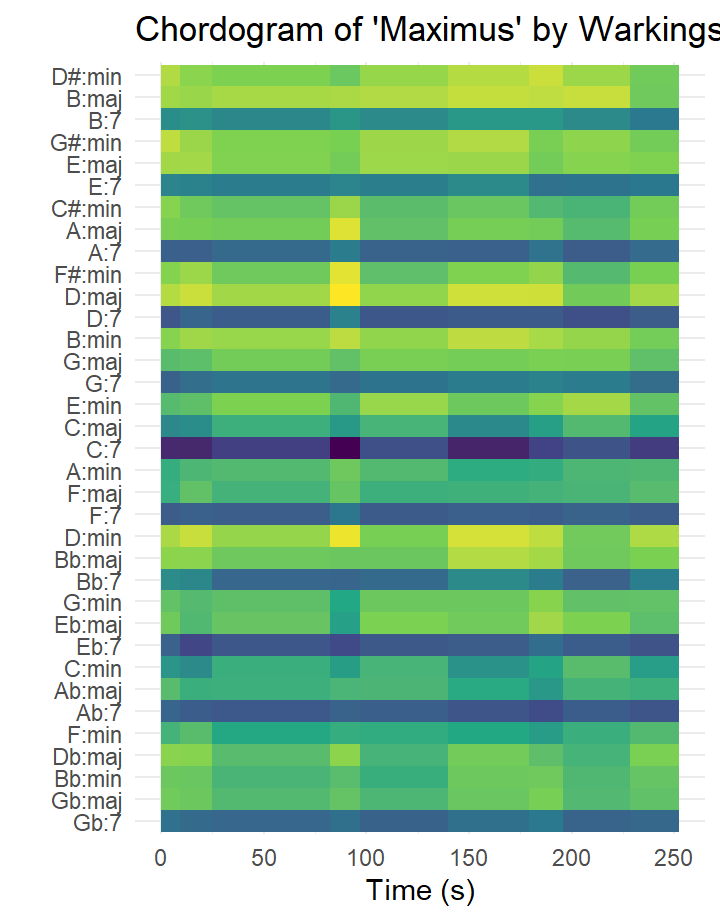 Chordogram of 'Maximus' by Warkings
D#:min
B:maj
B:7
G#:min
E:maj
E:7
C#:min
A:maj
A:7
F#:min
D:maj
D:7
B:min
G:maj
G:7
E:min
C:maj
C:7
A:min
F:maj
F:7
D:min
Bb:maj
Bb:7
G:min
Eb:maj
Eb:7
C:min
Ab:maj
Ab:7
F:min
Db:maj
Bb:min
Gb:maj
Gb:7
0 50 100 150 200 250
Time (s)